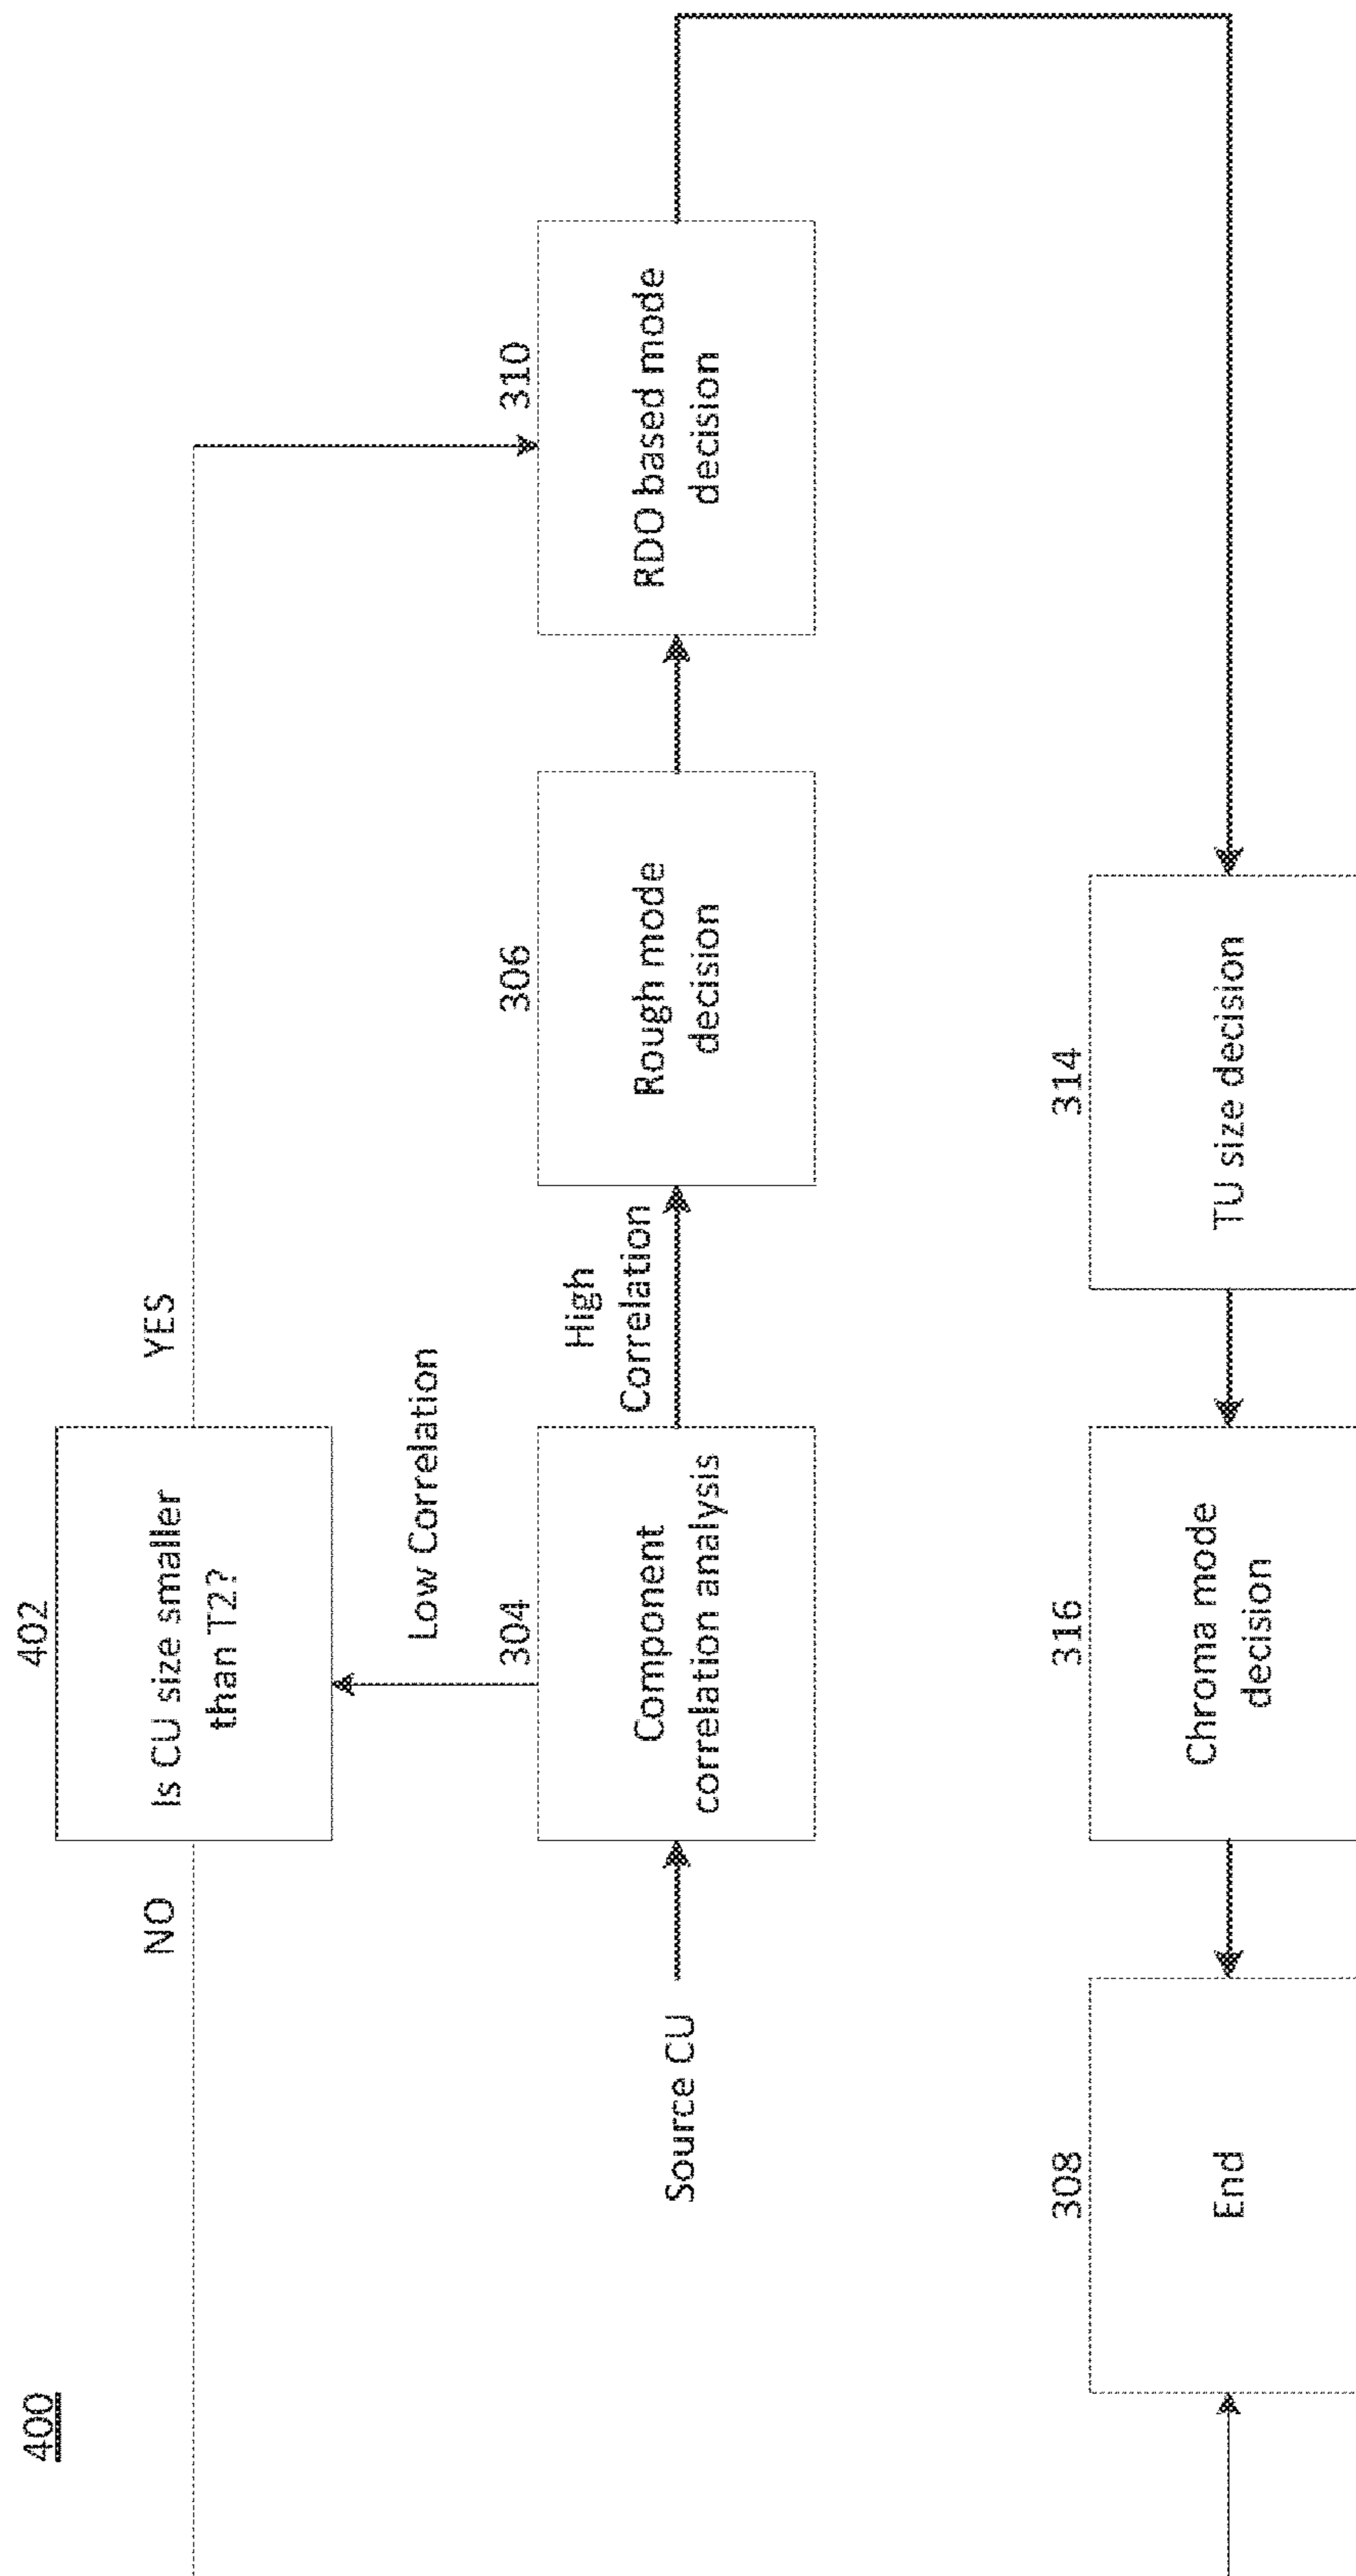 400
402
Is CU size smaller
than T2?
NO
YES
Low Correlation
Source CU
304
Component
correlation analysis
High
Correlation
306
Rough mode
decision
310
RDO based mode
decision
308
End
316
Chroma mode
decision
314
TU size decision